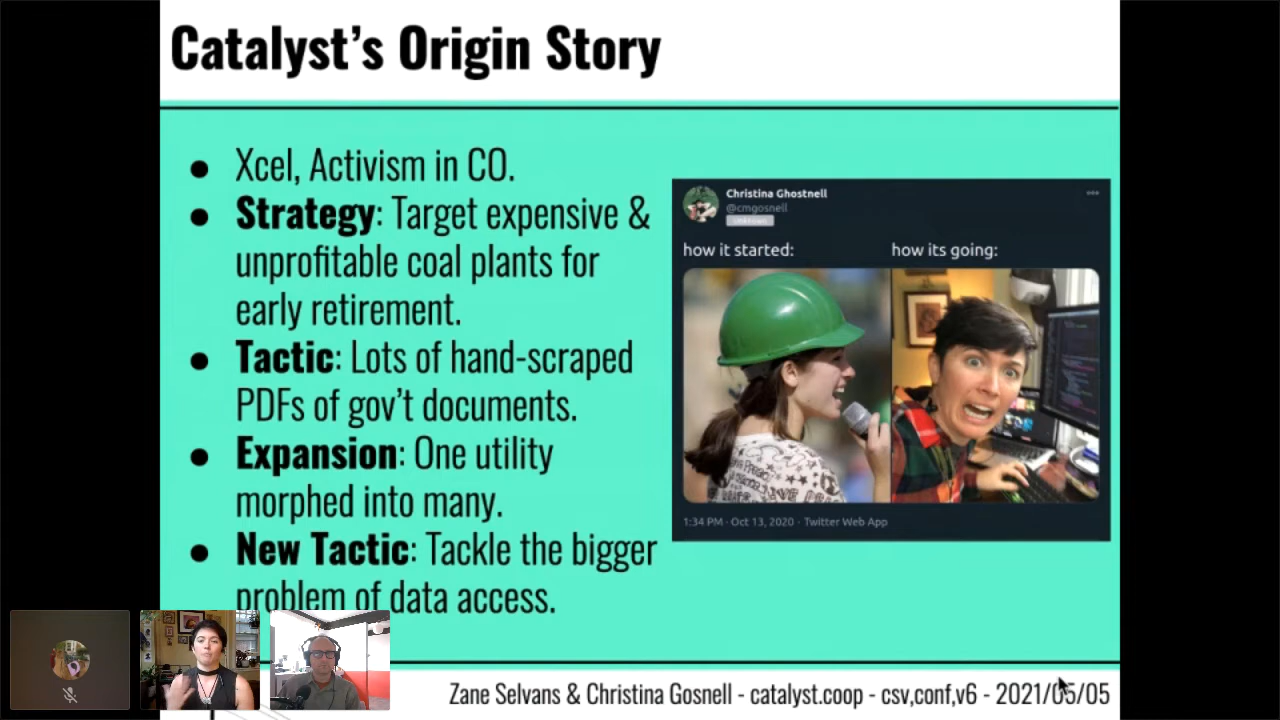 Catalyst's Origin Story
● Xcel, Activism in CO.
● Strategy: Target expensive &
unprofitable coal plants for
early retirement.
● Tactic: Lots of hand-scraped
PDFs of gov't documents.
● Expansion: One utility
morphed into many.
● New Tactic: Tackle the bigger
problem of data access.
Christina Ghostnell
@cmgosnell
how it started:
how its going:
1:34 PM · Oct 13, 2020 · Twitter Web App
Zane Selvans & Christina Gosnell - catalyst.coop - csv,conf,v6 - 2021/05/05